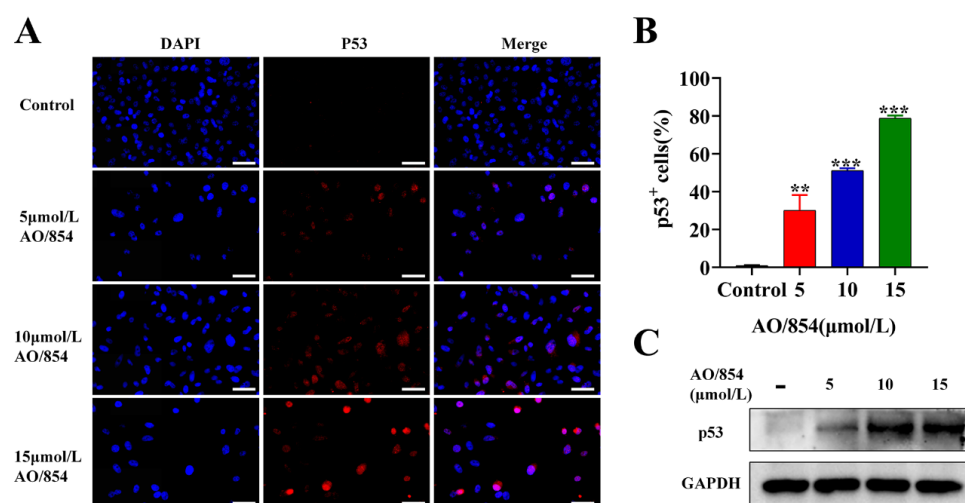 A
DAPI P53 Merge
Control
5μmol/L
AO/854
10μmol/L
AO/854
15μmol/L
AO/854
B
p53+ cells(%)
100
80
60
40
20
0
**
***
***
Control 5 10 15
AO/854(μmol/L)
C
AO/854
(μmol/L)
- 5 10 15
p53
GAPDH